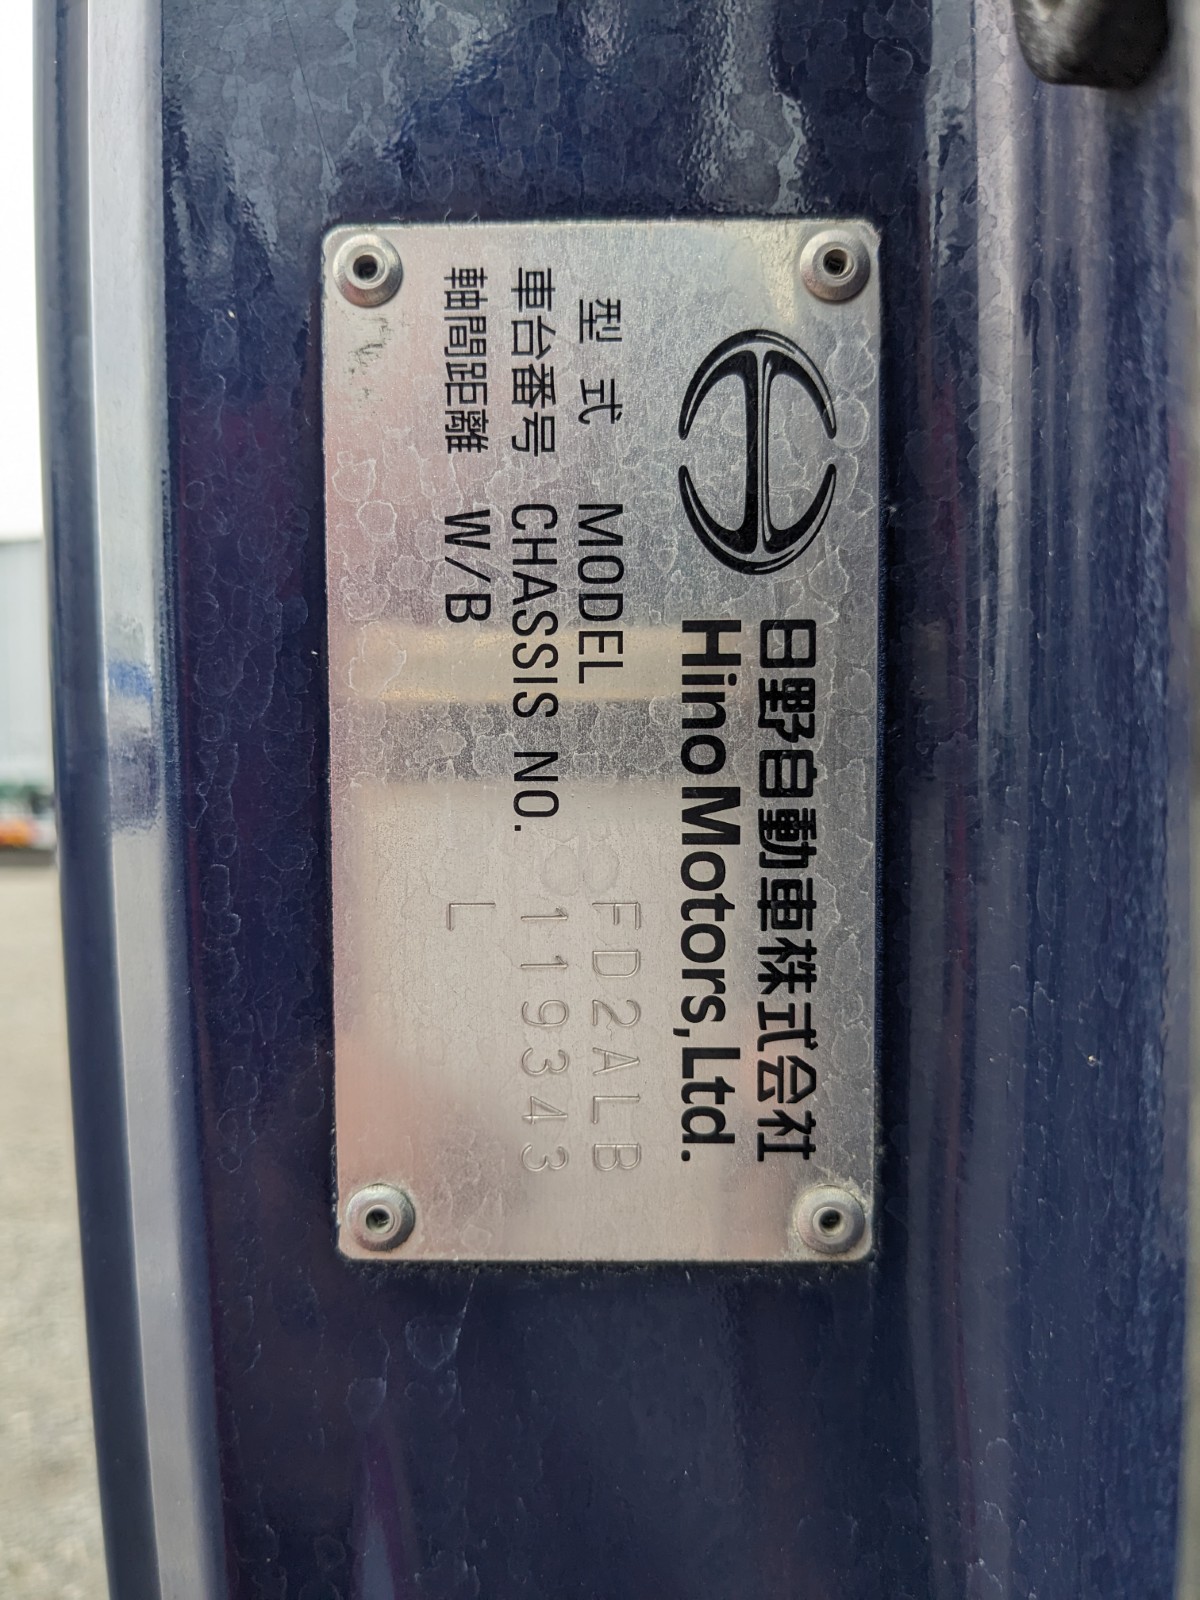 日野自動車株式会社
Hino Motors, Ltd.
型式 MODEL FD2ALB
車台番号 CHASSIS NO. 119343
軸間距離 W/B L